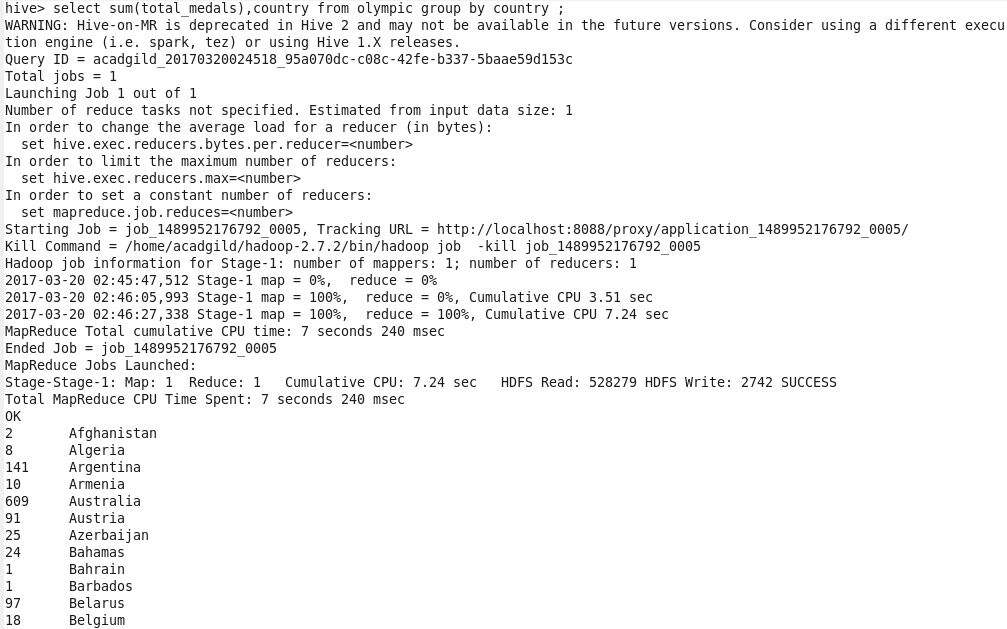 hive> select sum(total_medals),country from olympic group by country ;
WARNING: Hive-on-MR is deprecated in Hive 2 and may not be available in the future versions. Consider using a different execu
tion engine (i.e. spark, tez) or using Hive 1.X releases.
Query ID = acadgild_20170320024518_95a070dc-c08c-42fe-b337-5baae59d153c
Total jobs = 1
Launching Job 1 out of 1
Number of reduce tasks not specified. Estimated from input data size: 1
In order to change the average load for a reducer (in bytes):
  set hive.exec.reducers.bytes.per.reducer=<number>
In order to limit the maximum number of reducers:
  set hive.exec.reducers.max=<number>
In order to set a constant number of reducers:
  set mapreduce.job.reduces=<number>
Starting Job = job_1489952176792_0005, Tracking URL = http://localhost:8088/proxy/application_1489952176792_0005/
Kill Command = /home/acadgild/hadoop-2.7.2/bin/hadoop job  -kill job_1489952176792_0005
Hadoop job information for Stage-1: number of mappers: 1; number of reducers: 1
2017-03-20 02:45:47,512 Stage-1 map = 0%,  reduce = 0%
2017-03-20 02:46:05,993 Stage-1 map = 100%,  reduce = 0%, Cumulative CPU 3.51 sec
2017-03-20 02:46:27,338 Stage-1 map = 100%,  reduce = 100%, Cumulative CPU 7.24 sec
MapReduce Total cumulative CPU time: 7 seconds 240 msec
Ended Job = job_1489952176792_0005
MapReduce Jobs Launched:
Stage-Stage-1: Map: 1  Reduce: 1   Cumulative CPU: 7.24 sec   HDFS Read: 528279 HDFS Write: 2742 SUCCESS
Total MapReduce CPU Time Spent: 7 seconds 240 msec
OK
2       Afghanistan
8       Algeria
141     Argentina
10      Armenia
609     Australia
91      Austria
25      Azerbaijan
24      Bahamas
1       Bahrain
1       Barbados
97      Belarus
18      Belgium